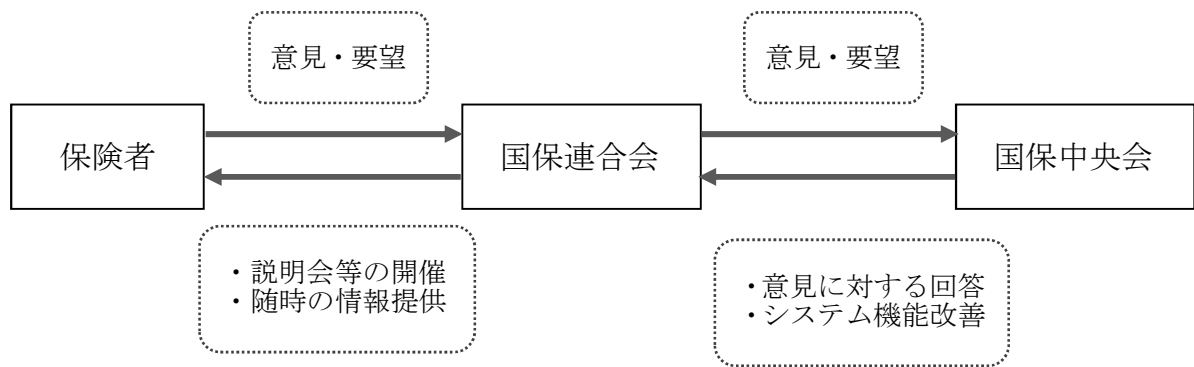 意見・要望
意見・要望
保険者
国保連合会
国保中央会
・説明会等の開催
・随時の情報提供
・意見に対する回答
・システム機能改善